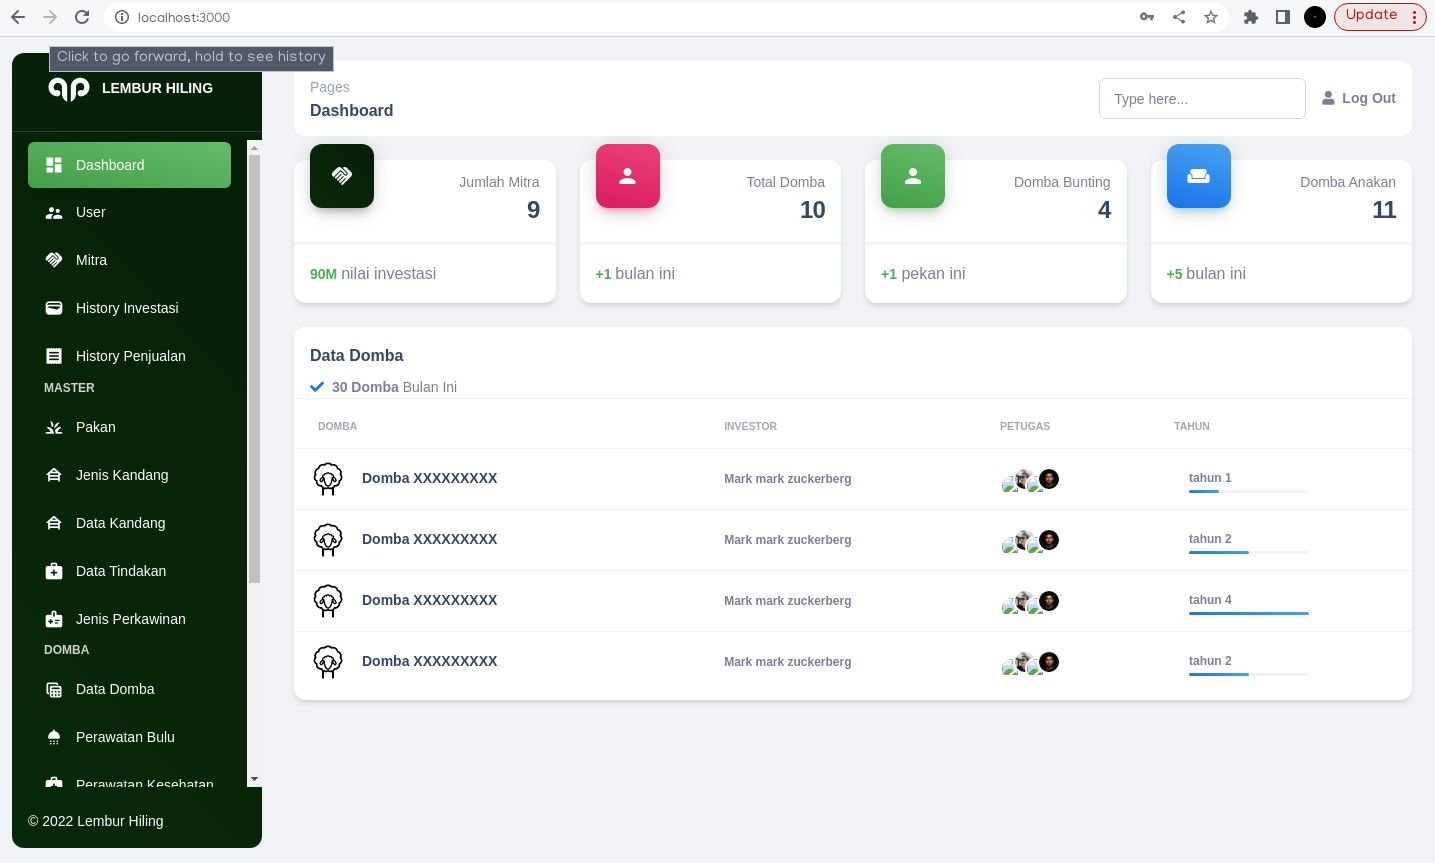 localhost:3000
Update
Click to go forward, hold to see history
LEMBUR HILING
Dashboard
User
Mitra
History Investasi
History Penjualan
MASTER
Pakan
Jenis Kandang
Data Kandang
Data Tindakan
Jenis Perkawinan
DOMBA
Data Domba
Perawatan Bulu
Perawatan Kesehatan
© 2022 Lembur Hiling
Pages
Dashboard
Type here...
Log Out
Jumlah Mitra
9
90M nilai investasi
Total Domba
10
+1 bulan ini
Domba Bunting
4
+1 pekan ini
Domba Anakan
11
+5 bulan ini
Data Domba
30 Domba Bulan Ini
DOMBA INVESTOR PETUGAS TAHUN
Domba XXXXXXXXX Mark mark zuckerberg tahun 1
Domba XXXXXXXXX Mark mark zuckerberg tahun 2
Domba XXXXXXXXX Mark mark zuckerberg tahun 4
Domba XXXXXXXXX Mark mark zuckerberg tahun 2